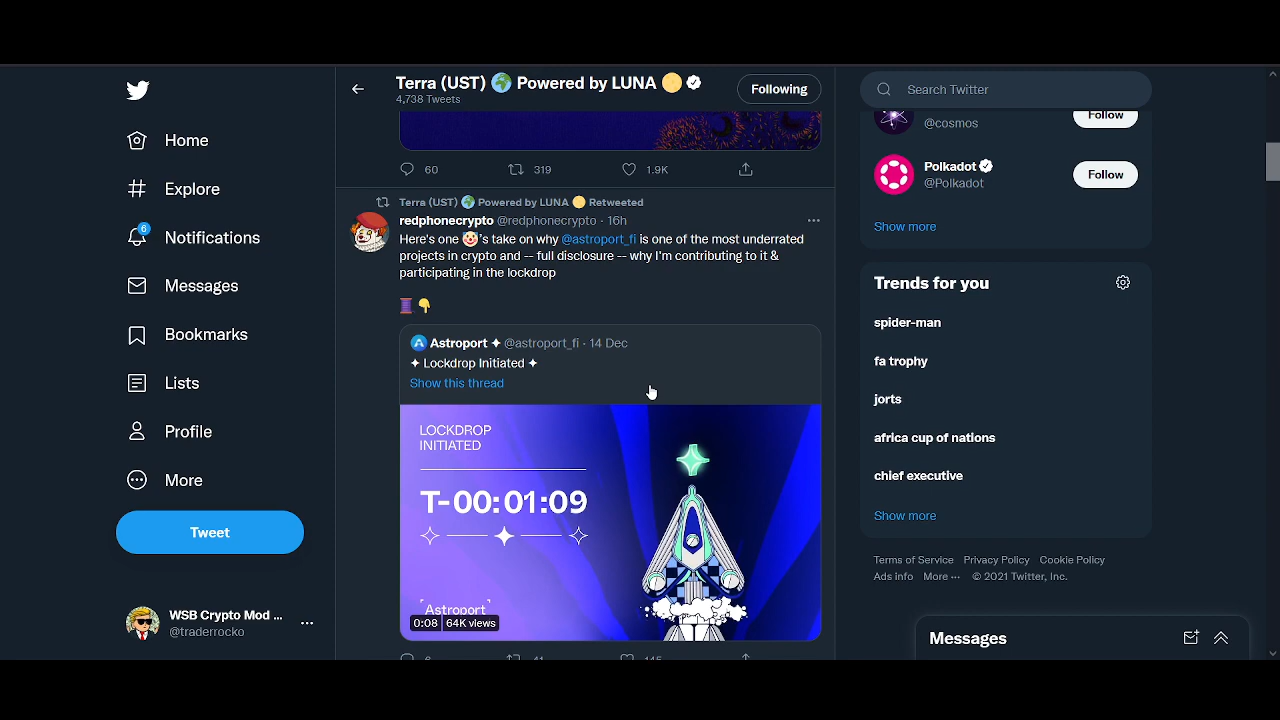 Terra (UST) 🌍 Powered by LUNA 🌕
4,738 Tweets
Following
60
319
1.9K
Terra (UST) 🌍 Powered by LUNA 🌕 Retweeted
redphonecrypto @redphonecrypto · 16h
Here's one 🤡's take on why @astroport_fi is one of the most underrated
projects in crypto and -- full disclosure -- why I'm contributing to it &
participating in the lockdrop
🧵👇
Astroport ✦ @astroport_fi · 14 Dec
✦ Lockdrop Initiated ✦
Show this thread
LOCKDROP
INITIATED
T-00:01:09
Astroport
0:08
64K views
6
41
145
Home
Explore
6
Notifications
Messages
Bookmarks
Lists
Profile
More
Tweet
WSB Crypto Mod ...
@traderrocko
Search Twitter
@cosmos
Follow
Polkadot
@Polkadot
Follow
Show more
Trends for you
spider-man
fa trophy
jorts
africa cup of nations
chief executive
Show more
Terms of Service Privacy Policy Cookie Policy
Ads info More ··· © 2021 Twitter, Inc.
Messages